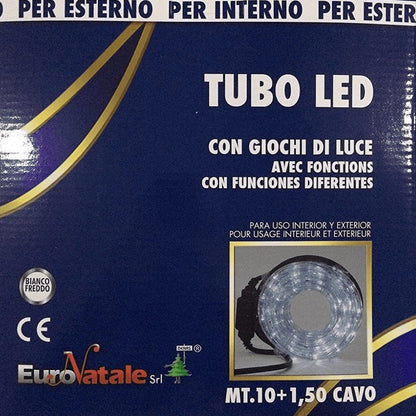 O PER ESTERNO PER INTERNO PER ESTER
TUBO LED
CON GIOCHI DI LUCE
AVEC FONCTIONS
CON FUNCIONES DIFERENTES
PARA USO INTERIOR Y EXTERIOR
POUR USAGE INTERIEUR ET EXTERIEUR
BIANCO
FREDDO
CE
EuroNatale Srl ®
MT.10+1,50 CAVO